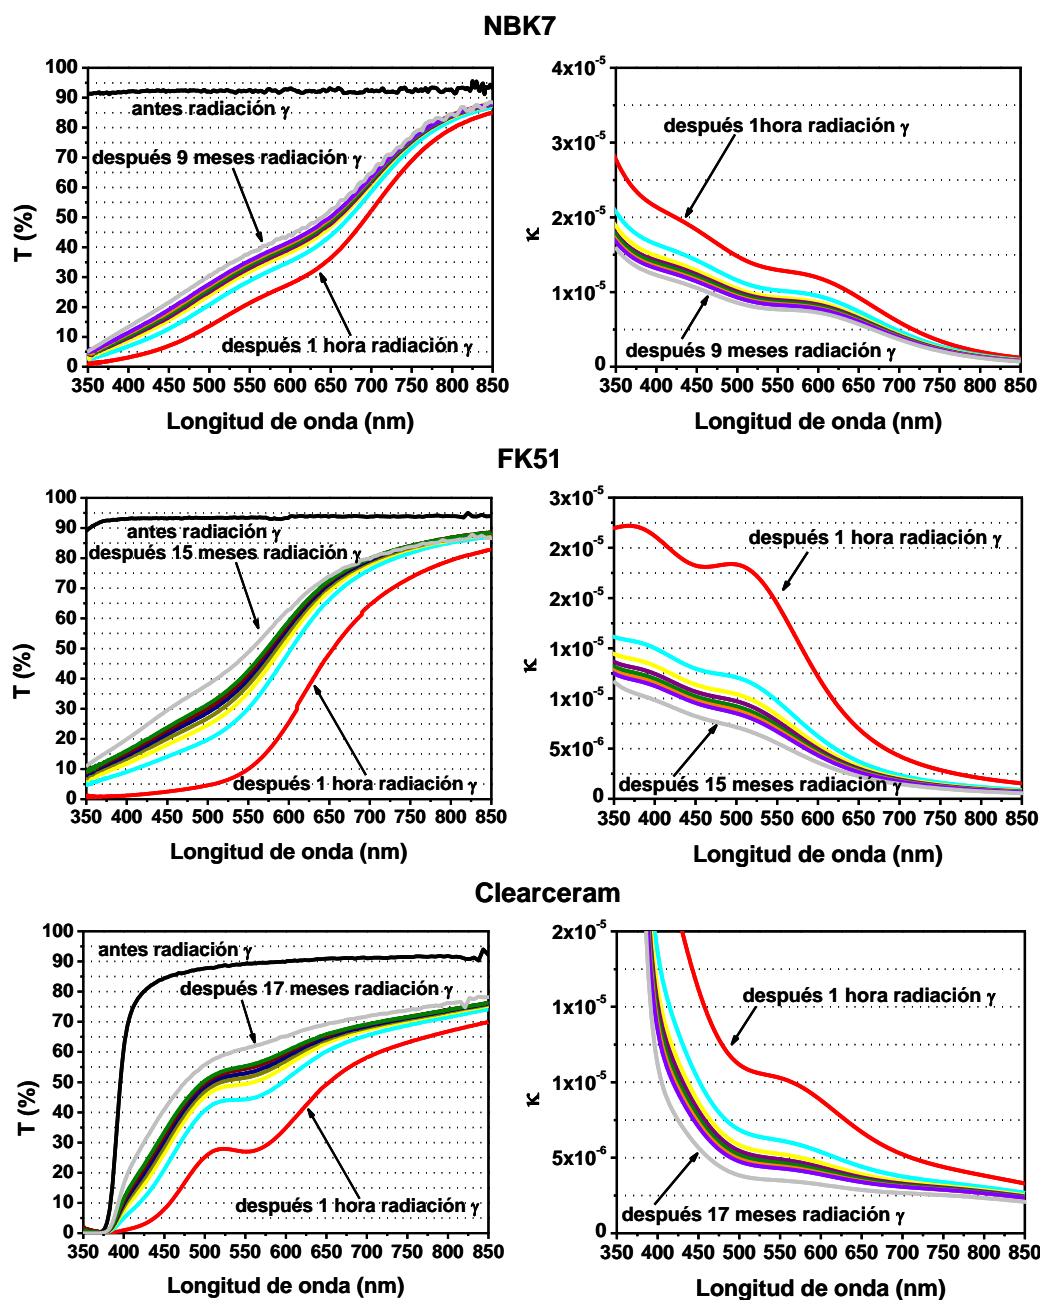 NBK7
100
90
80
70
60
50
40
30
20
10
0
T (%)
antes radiación γ
después 9 meses radiación γ
después 1 hora radiación γ
350 400 450 500 550 600 650 700 750 800 850
Longitud de onda (nm)
4x10-5
3x10-5
2x10-5
1x10-5
0
κ
después 1hora radiación γ
después 9 meses radiación γ
350 400 450 500 550 600 650 700 750 800 850
Longitud de onda (nm)
FK51
100
90
80
70
60
50
40
30
20
10
0
T (%)
antes radiación γ
después 15 meses radiación γ
después 1 hora radiación γ
350 400 450 500 550 600 650 700 750 800 850
Longitud de onda (nm)
3x10-5
2x10-5
2x10-5
1x10-5
1x10-5
5x10-6
0
κ
después 1 hora radiación γ
después 15 meses radiación γ
350 400 450 500 550 600 650 700 750 800 850
Longitud de onda (nm)
Clearceram
100
90
80
70
60
50
40
30
20
10
0
T (%)
antes radiación γ
después 17 meses radiación γ
después 1 hora radiación γ
350 400 450 500 550 600 650 700 750 800 850
Longitud de onda (nm)
2x10-5
1x10-5
1x10-5
5x10-6
0
κ
después 1 hora radiación γ
después 17 meses radiación γ
350 400 450 500 550 600 650 700 750 800 850
Longitud de onda (nm)